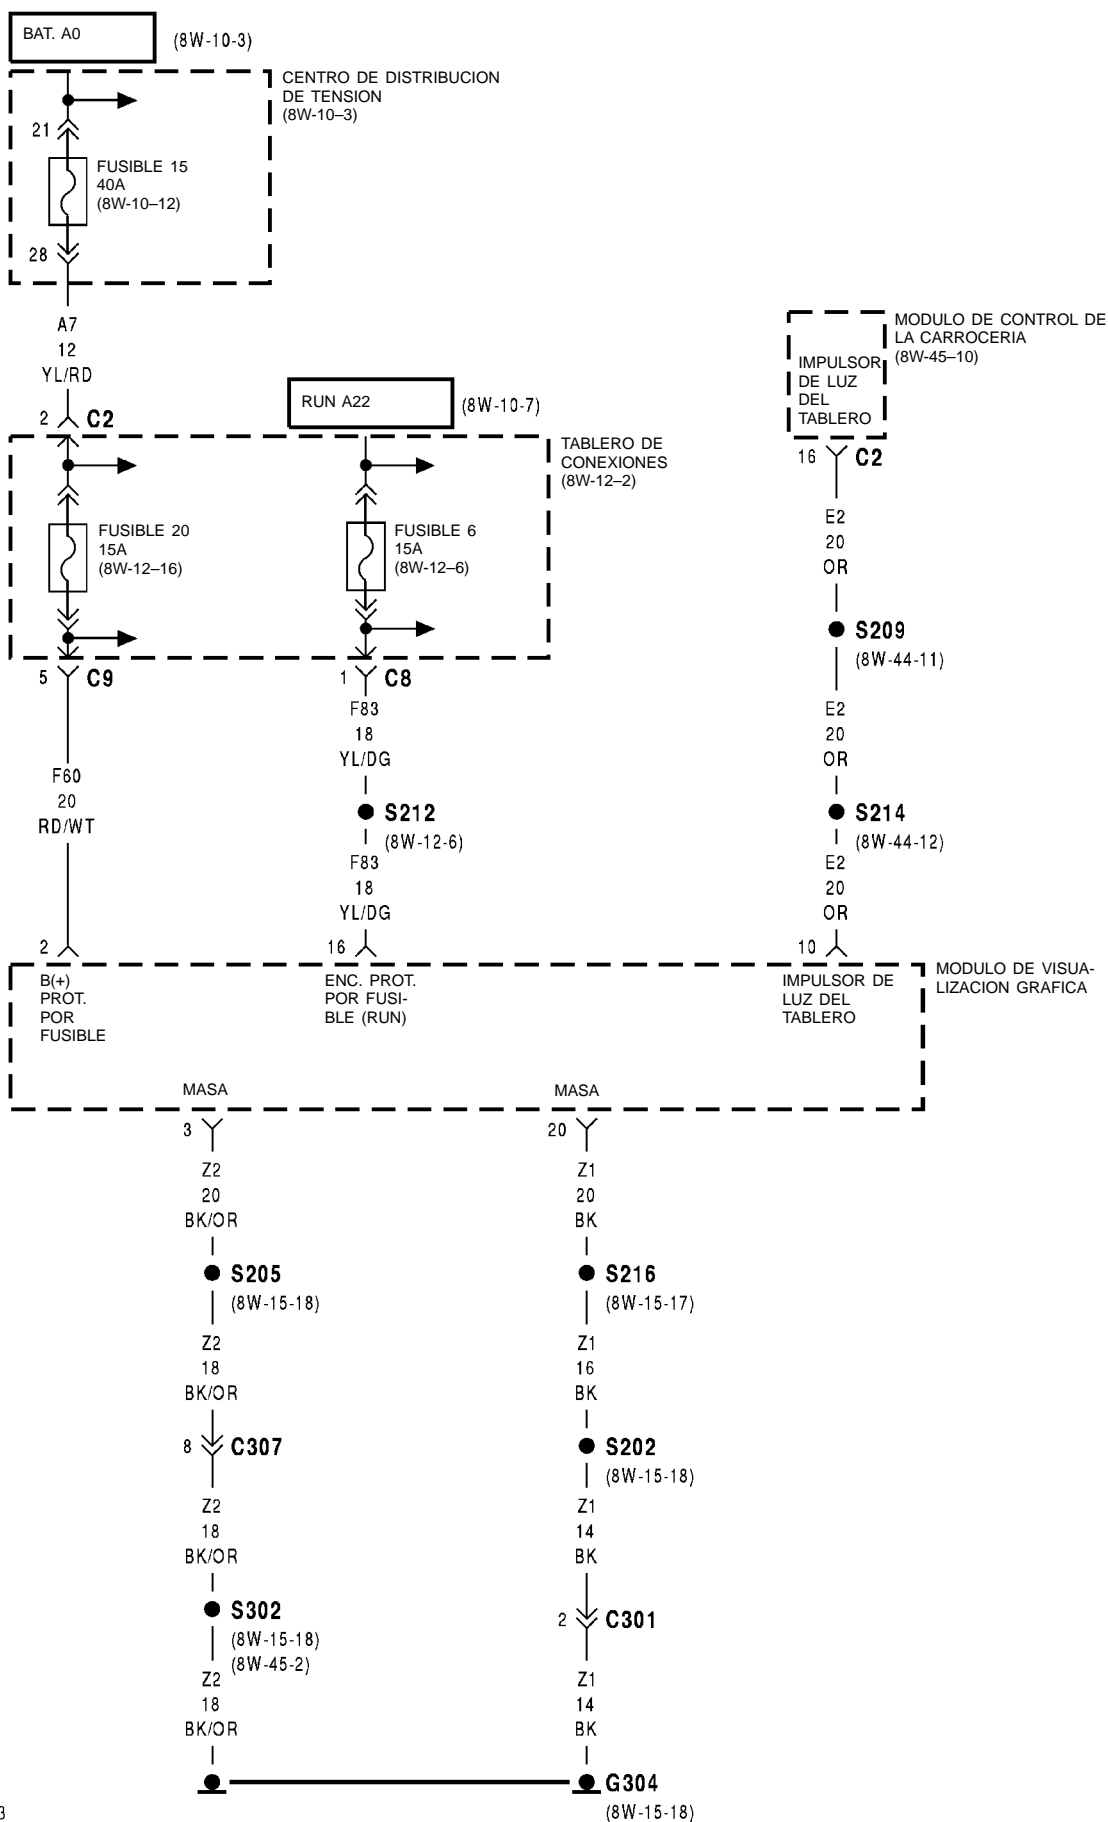 BAT. A0
(8W-10-3)
CENTRO DE DISTRIBUCION
DE TENSION
(8W-10–3)
21
FUSIBLE 15
40A
(8W-10–12)
28
A7
12
YL/RD
2 C2
RUN A22
(8W-10-7)
MODULO DE CONTROL DE
LA CARROCERIA
(8W-45–10)
IMPULSOR
DE LUZ
DEL
TABLERO
16 C2
TABLERO DE
CONEXIONES
(8W-12–2)
FUSIBLE 20
15A
(8W-12–16)
FUSIBLE 6
15A
(8W-12–6)
E2
20
OR
S209
(8W-44-11)
5 C9
1 C8
F83
18
YL/DG
E2
20
OR
F60
20
RD/WT
S212
(8W-12-6)
S214
(8W-44-12)
F83
18
YL/DG
E2
20
OR
2
16
10
B(+)
PROT.
POR
FUSIBLE
ENC. PROT.
POR FUSI-
BLE (RUN)
IMPULSOR DE
LUZ DEL
TABLERO
MODULO DE VISUA-
LIZACION GRAFICA
MASA
MASA
3
20
Z2
20
BK/OR
Z1
20
BK
S205
(8W-15-18)
S216
(8W-15-17)
Z2
18
BK/OR
Z1
16
BK
8 C307
S202
(8W-15-18)
Z2
18
BK/OR
Z1
14
BK
S302
(8W-15-18)
(8W-45-2)
2 C301
Z2
18
BK/OR
Z1
14
BK
G304
(8W-15-18)
3